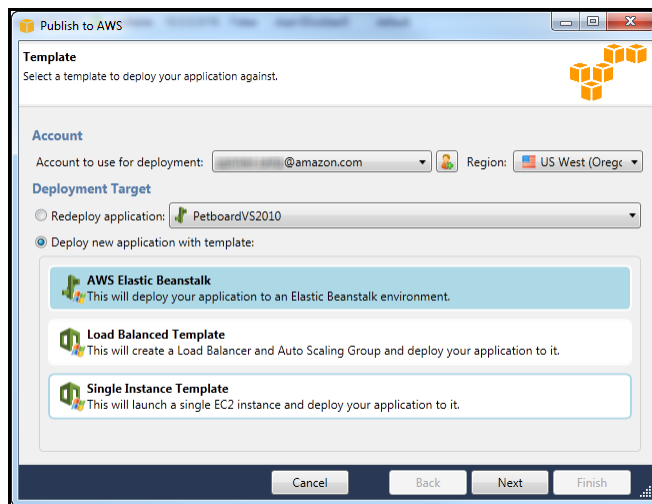 Publish to AWS
Template
Select a template to deploy your application against.
Account
Account to use for deployment: @amazon.com Region: US West (Orego
Deployment Target
Redeploy application: PetboardVS2010
Deploy new application with template:
AWS Elastic Beanstalk
This will deploy your application to an Elastic Beanstalk environment.
Load Balanced Template
This will create a Load Balancer and Auto Scaling Group and deploy your application to it.
Single Instance Template
This will launch a single EC2 instance and deploy your application to it.
Cancel Back Next Finish